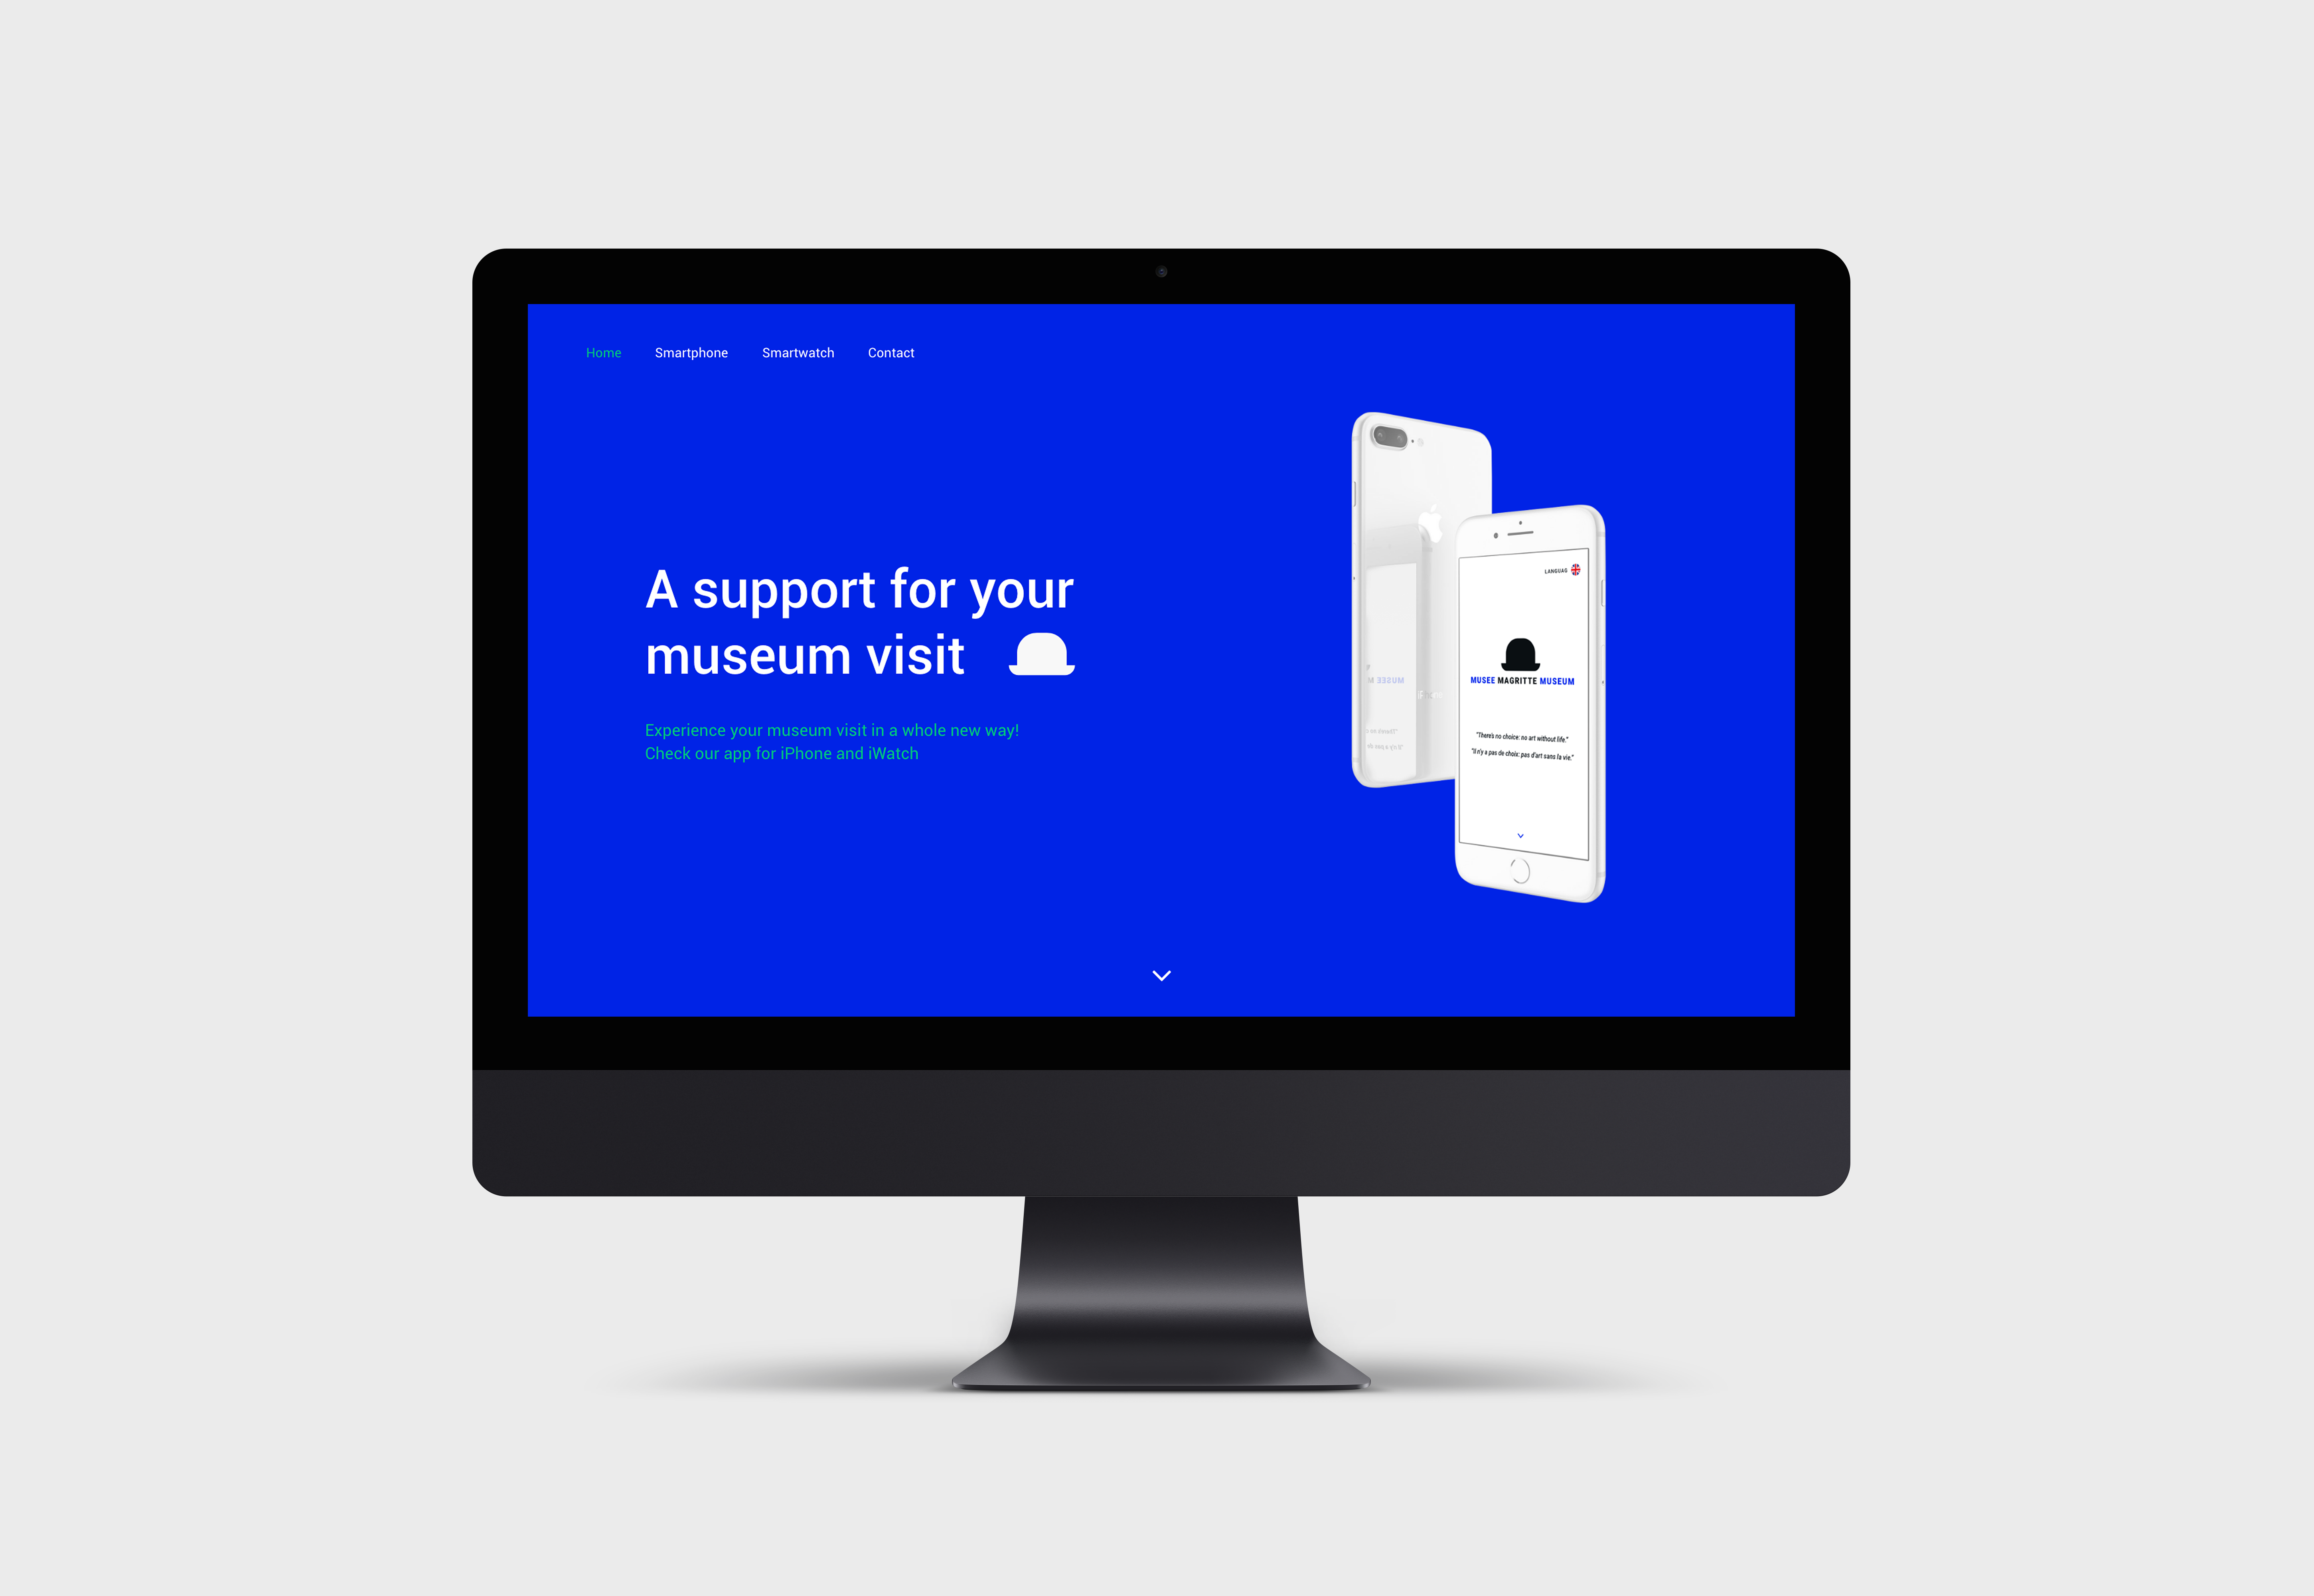 Home Smartphone Smartwatch Contact
A support for your
museum visit
Experience your museum visit in a whole new way!
Check our app for iPhone and iWatch
LANGUAG
MUSEE MAGRITTE MUSEUM
"There's no choice: no art without life."
"Il n'y a pas de choix: pas d'art sans la vie."